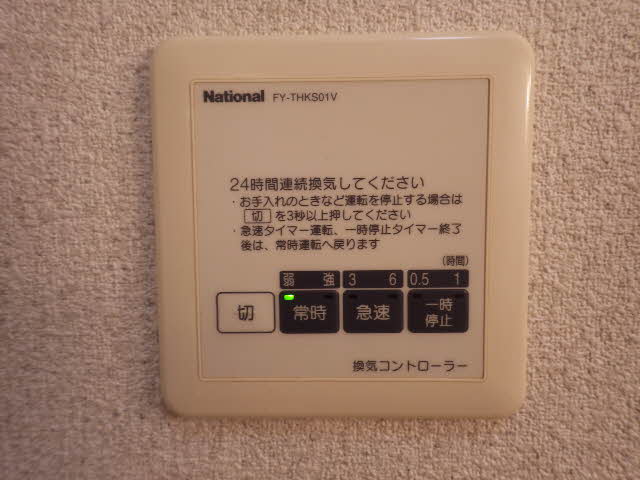 National FY-THKS01V
24時間連続換気してください
・お手入れのときなど運転を停止する場合は
切 を3秒以上押してください
・急速タイマー運転、一時停止タイマー終了
後は、常時運転へ戻ります
(時間)
弱 強 3 6 0.5 1
切 常時 急速 一時
停止
換気コントローラー